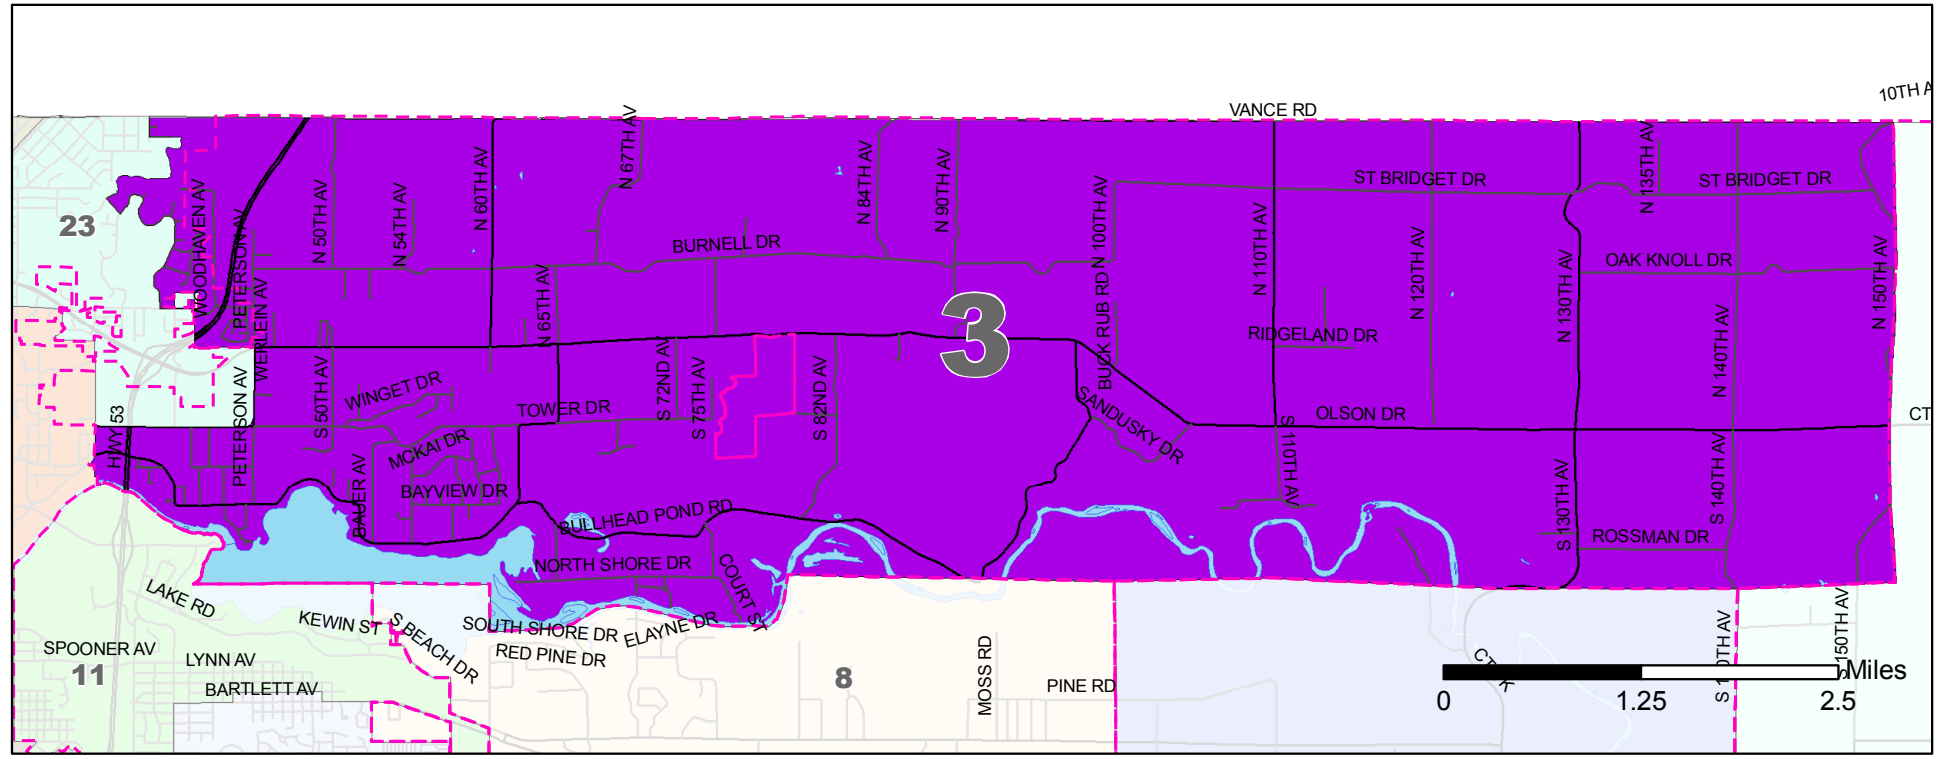 VANCE RD
10TH A
N 67TH AV
N 60TH AV
N 84TH AV
N 90TH AV
N 135TH AV
ST BRIDGET DR
ST BRIDGET DR
23
WOODHAVEN AV
PETERSON AV
N 50TH AV
N 54TH AV
BURNELL DR
N 100TH AV
N 110TH AV
N 120TH AV
N 130TH AV
OAK KNOLL DR
N 150TH AV
WERLEIN AV
N 65TH AV
3
BUCK RUB RD
RIDGELAND DR
N 140TH AV
HWY 53
PETERSON AV
S 50TH AV
WINGET DR
TOWER DR
S 72ND AV
S 75TH AV
S 82ND AV
SANDUSKY DR
OLSON DR
CT
MCKAI DR
BAUER AV
BAYVIEW DR
S 110TH AV
S 130TH AV
S 140TH AV
BULLHEAD POND RD
ROSSMAN DR
NORTH SHORE DR
COURT ST
LAKE RD
KEWIN ST
S BEACH DR
SOUTH SHORE DR
ELAYNE DR
RED PINE DR
SPOONER AV
LYNN AV
11
BARTLETT AV
8
MOSS RD
PINE RD
S 150TH AV
Miles
0
1.25
2.5